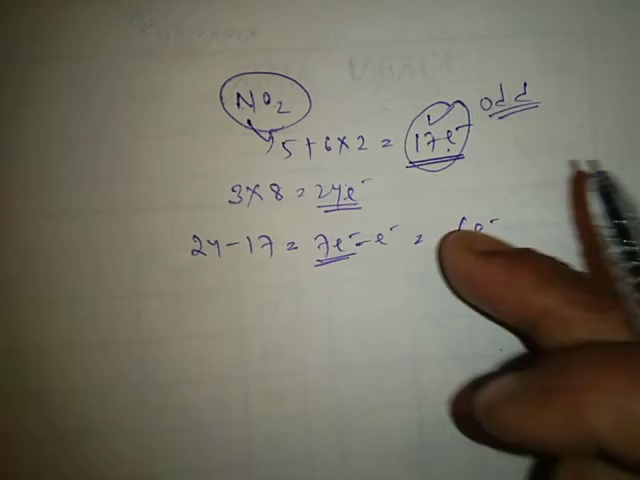 NO2
5+6×2 = 17e⁻ odd
3×8 = 24e⁻
24-17 = 7e⁻-e⁻ = 6e⁻